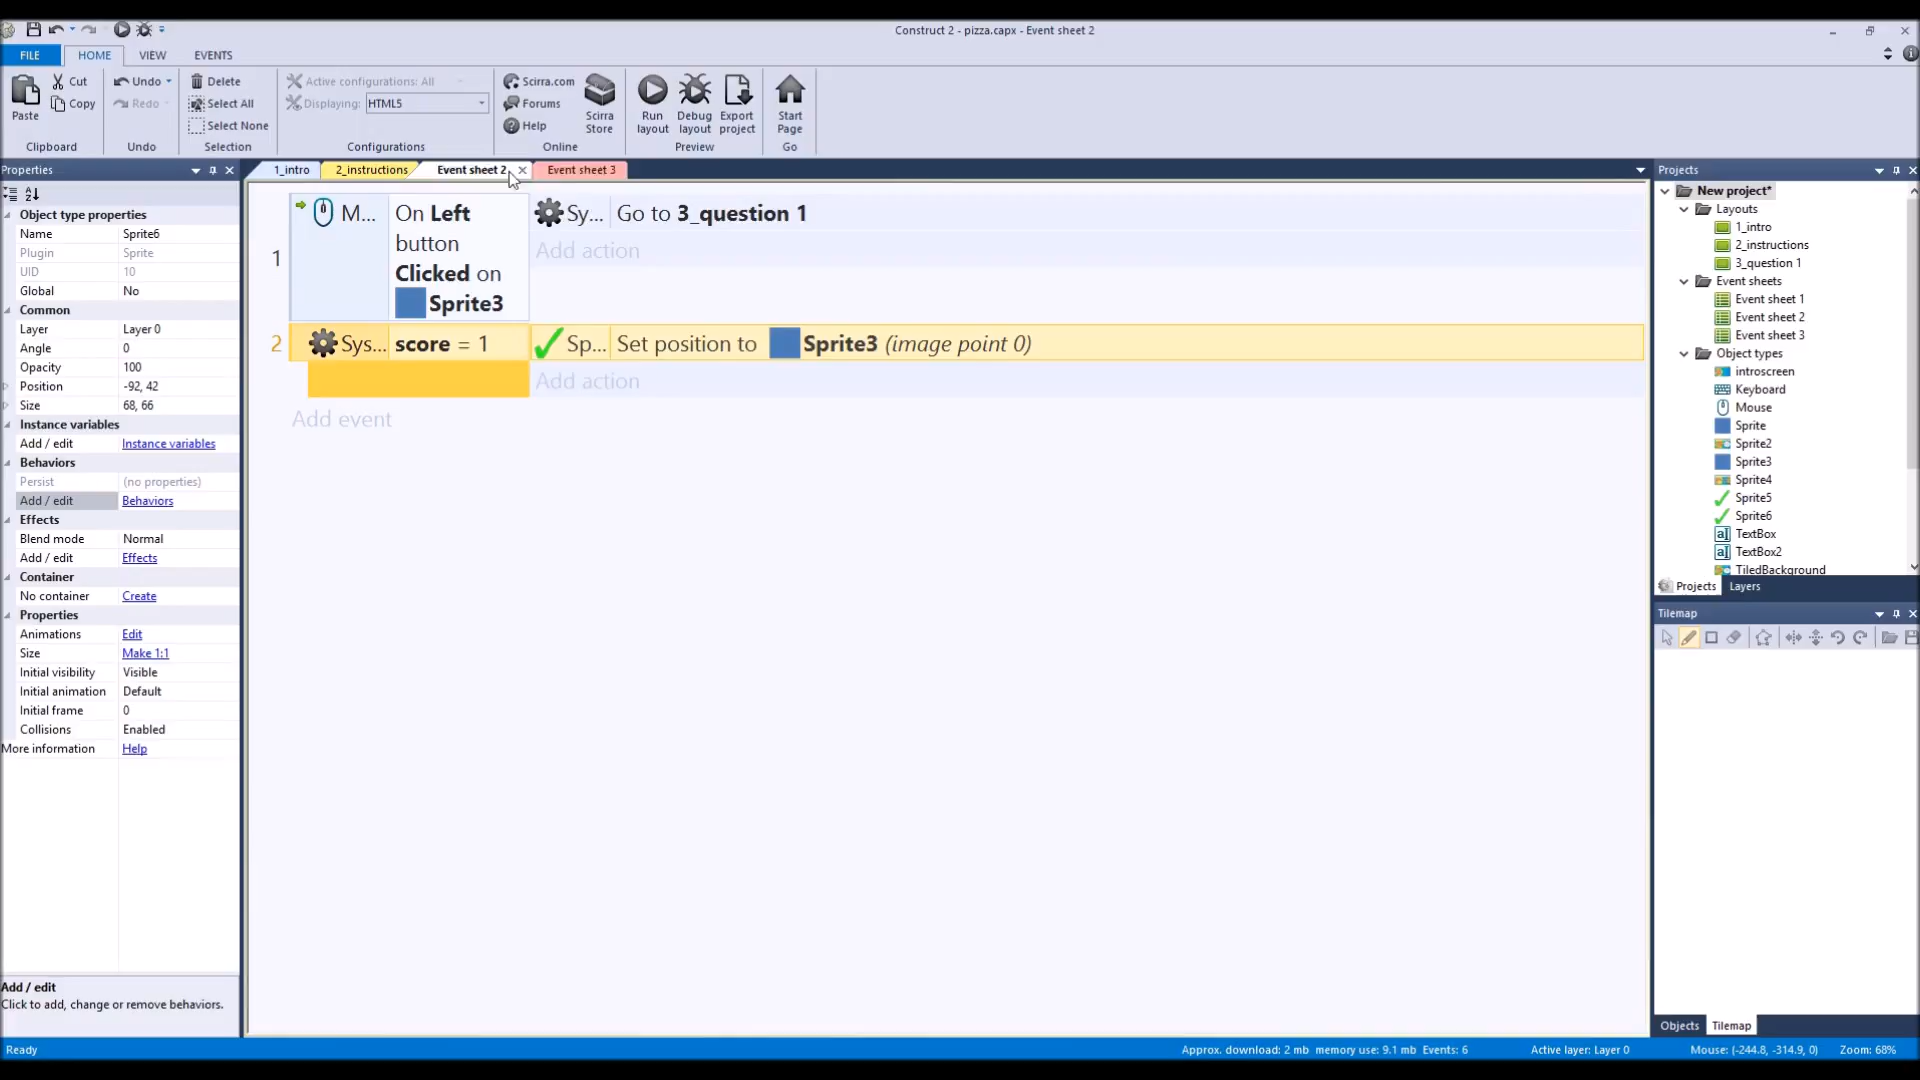 Construct 2 - pizza.capx - Event sheet 2
FILE HOME VIEW EVENTS
Paste Cut Copy Clipboard
Undo Redo Undo
Delete Select All Select None Selection
Active configurations: All
Displaying: HTML5
Configurations
Scirra.com Forums Help Scirra Store Online
Run layout Debug layout Export project Preview
Start Page Go
Properties
1_intro 2_instructions Event sheet 2 Event sheet 3
Projects
Object type properties
Name Sprite6
Plugin Sprite
UID 10
Global No
Common
Layer Layer 0
Angle 0
Opacity 100
Position -92, 42
Size 68, 66
Instance variables
Add / edit Instance variables
Behaviors
Persist (no properties)
Add / edit Behaviors
Effects
Blend mode Normal
Add / edit Effects
Container
No container Create
Properties
Animations Edit
Size Make 1:1
Initial visibility Visible
Initial animation Default
Initial frame 0
Collisions Enabled
More information Help
Add / edit
Click to add, change or remove behaviors.
1 M... On Left
button
Clicked on
Sprite3
Sy... Go to 3_question 1
Add action
2 Sys... score = 1 Sp... Set position to Sprite3 (image point 0)
Add action
Add event
New project*
Layouts
1_intro
2_instructions
3_question 1
Event sheets
Event sheet 1
Event sheet 2
Event sheet 3
Object types
introscreen
Keyboard
Mouse
Sprite
Sprite2
Sprite3
Sprite4
Sprite5
Sprite6
TextBox
TextBox2
TiledBackground
Projects Layers
Tilemap
Objects Tilemap
Ready Approx. download: 2 mb memory use: 9.1 mb Events: 6 Active layer: Layer 0 Mouse: (-244.8, -314.9, 0) Zoom: 68%